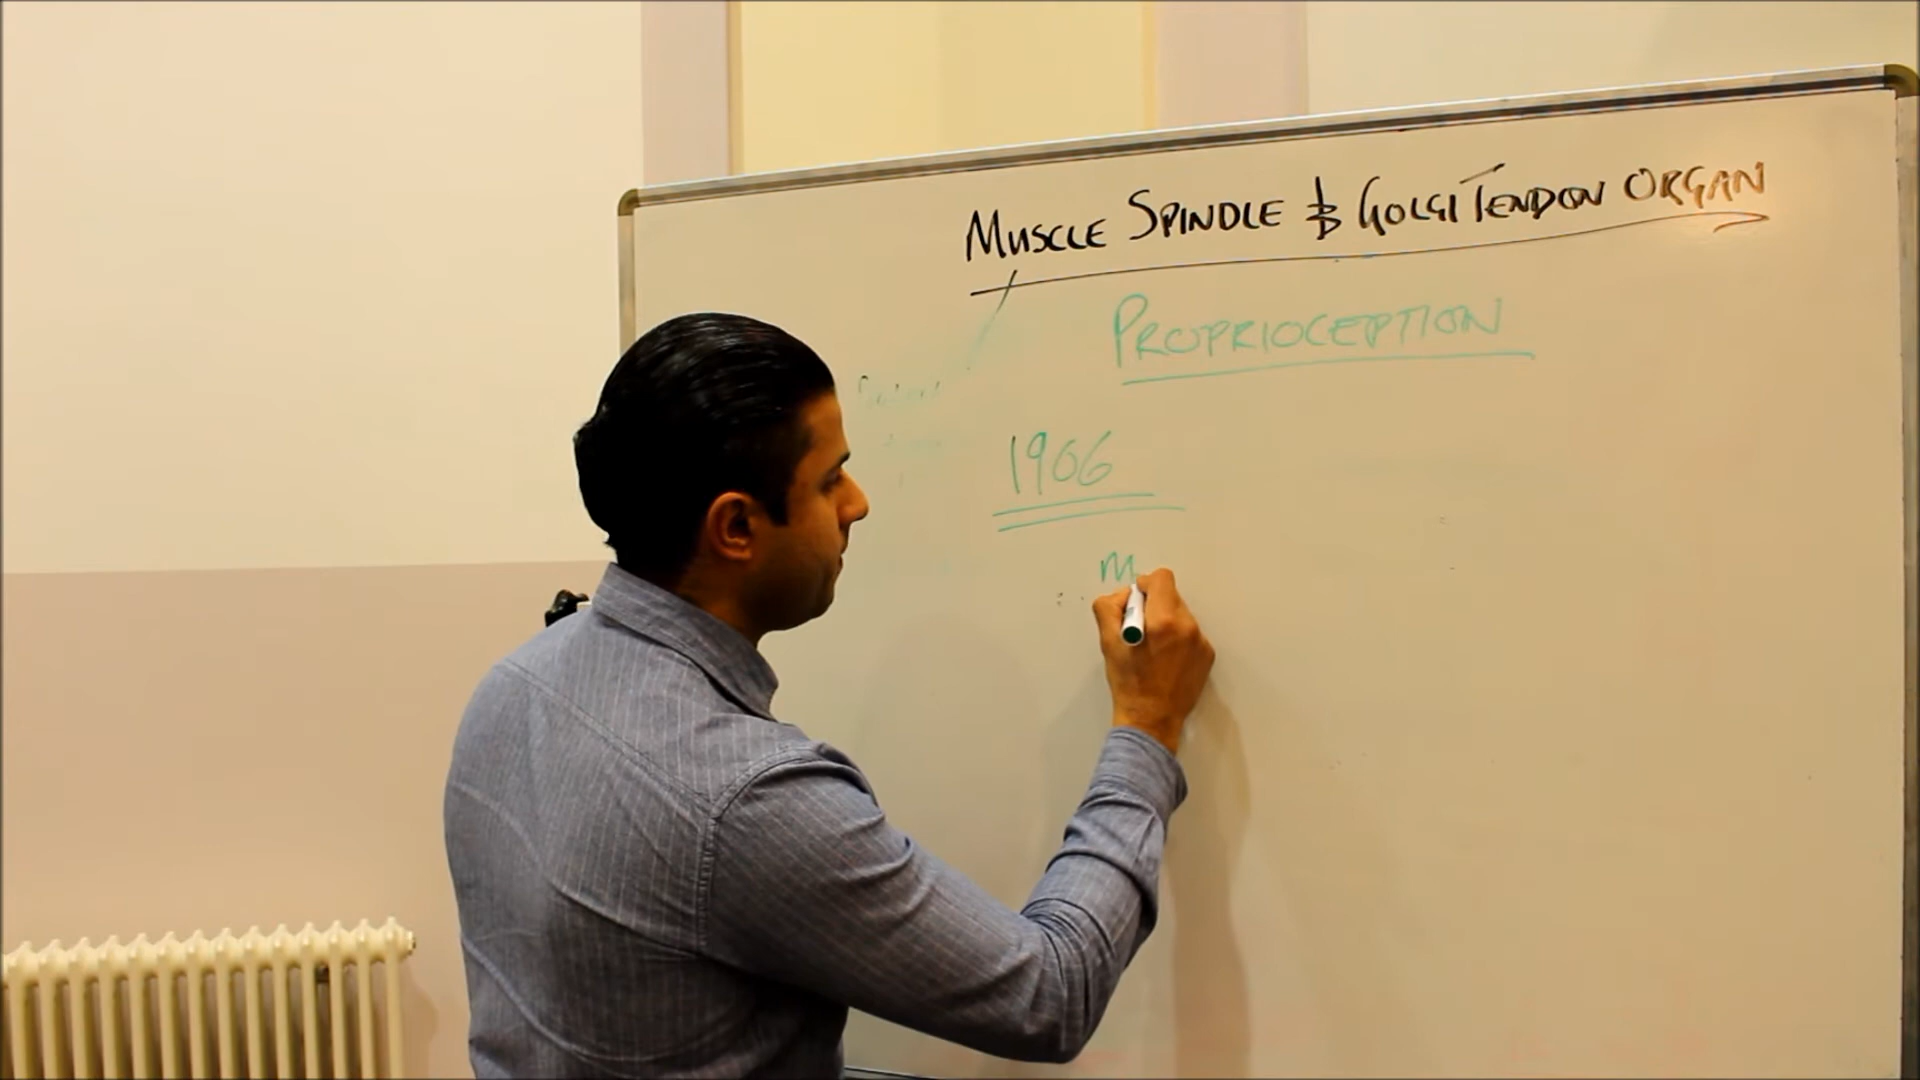 MUSCLE SPINDLE & GOLGI TENDON ORGAN
PROPRIOCEPTION
1906
M